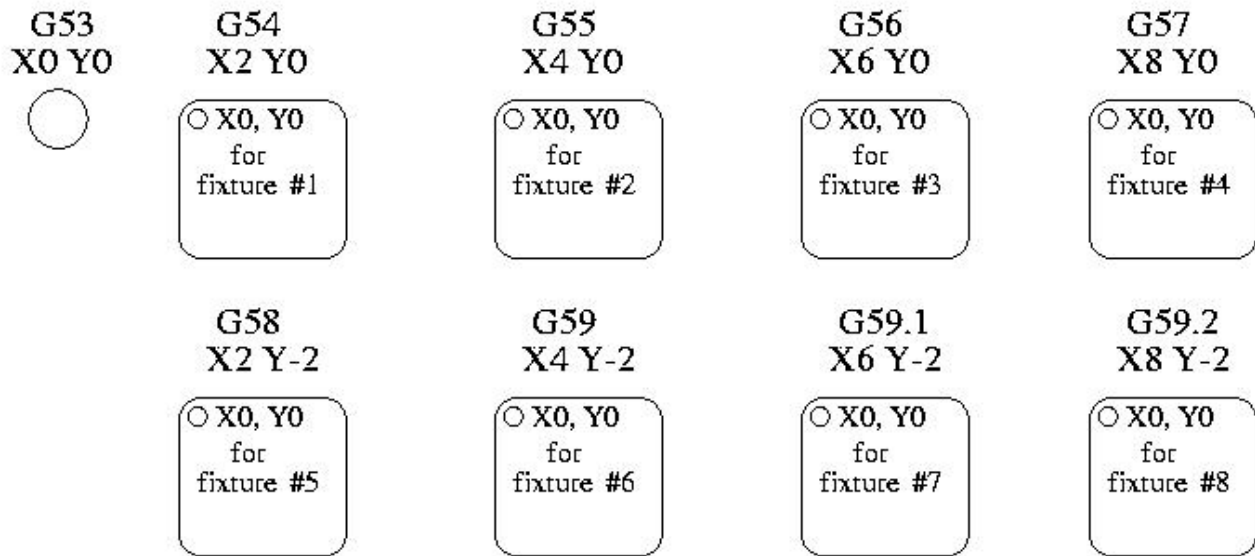 G53 G54 G55 G56 G57
X0 Y0 X2 Y0 X4 Y0 X6 Y0 X8 Y0
X0, Y0 X0, Y0 X0, Y0 X0, Y0
for for for for
fixture #1 fixture #2 fixture #3 fixture #4
G58 G59 G59.1 G59.2
X2 Y-2 X4 Y-2 X6 Y-2 X8 Y-2
X0, Y0 X0, Y0 X0, Y0 X0, Y0
for for for for
fixture #5 fixture #6 fixture #7 fixture #8